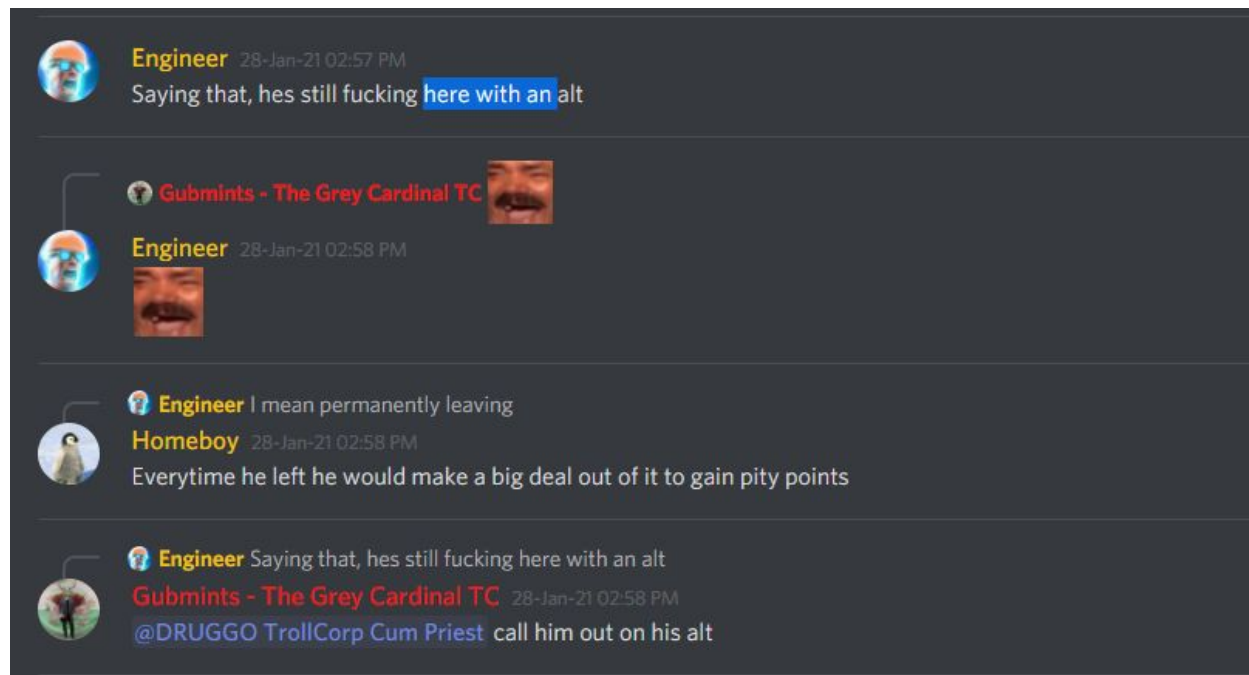 Engineer 28-Jan-21 02:57 PM
Saying that, hes still fucking here with an alt
Gubmints - The Grey Cardinal TC
Engineer 28-Jan-21 02:58 PM
Engineer I mean permanently leaving
Homeboy 28-Jan-21 02:58 PM
Everytime he left he would make a big deal out of it to gain pity points
Engineer Saying that, hes still fucking here with an alt
Gubmints - The Grey Cardinal TC 28-Jan-21 02:58 PM
@DRUGGO TrollCorp Cum Priest call him out on his alt